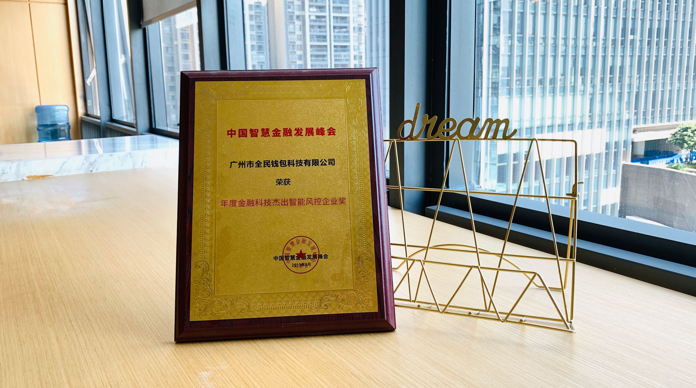 中国智慧金融发展峰会
广州市全民钱包科技有限公司
荣获
年度金融科技杰出智能风控企业奖
中国智慧金融发展峰会
dream